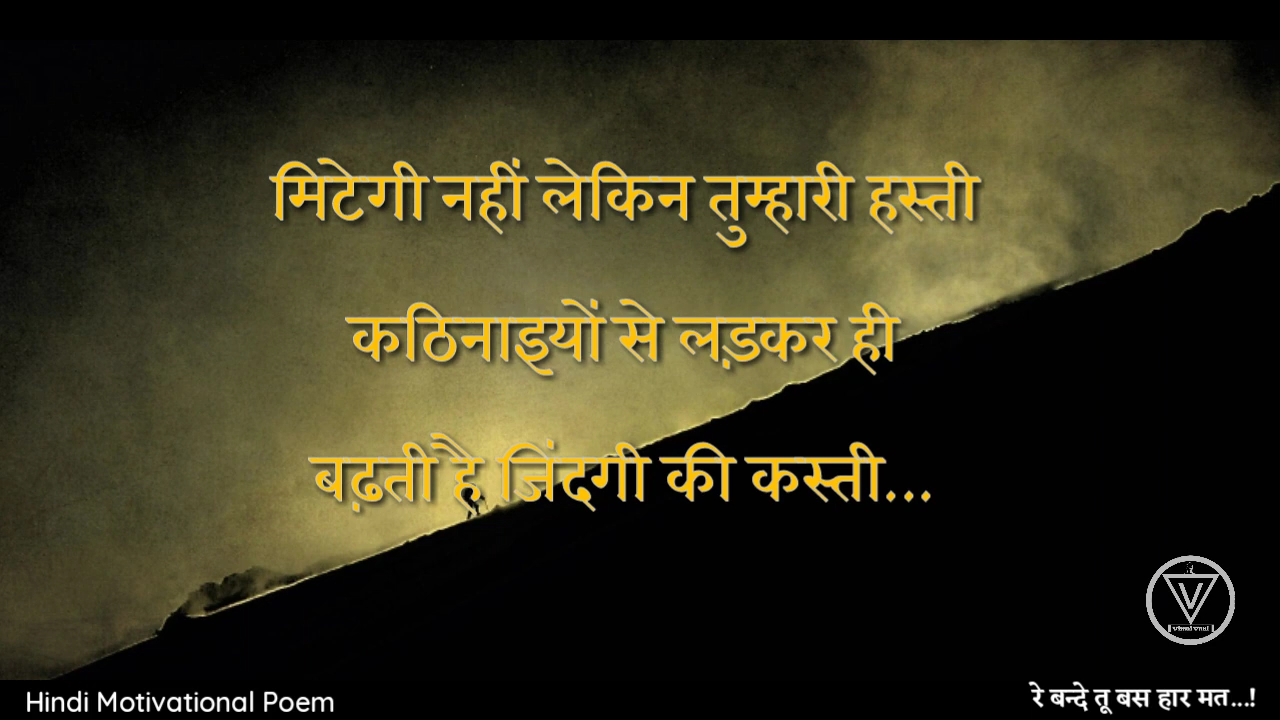 मिटेगी नहीं लेकिन तुम्हारी हस्ती
कठिनाइयों से लड़कर ही
बढ़ती है जिंदगी की कस्ती...
V
Hindi Motivational Poem
रे बन्दे तू बस हार मत...!